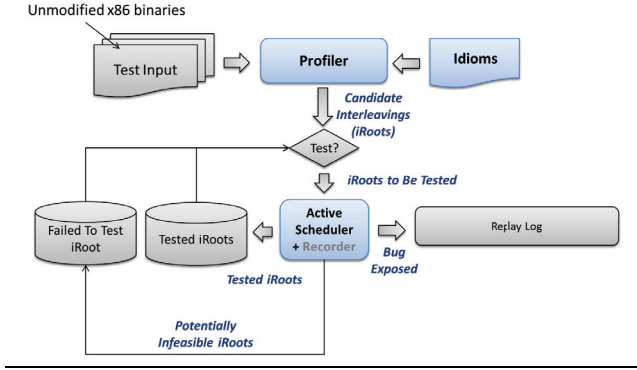 Unmodified x86 binaries
Test Input
Profiler
Idioms
Candidate
Interleavings
(iRoots)
Test?
iRoots to Be Tested
Failed To Test
iRoot
Tested iRoots
Active
Scheduler
+ Recorder
Replay Log
Bug
Exposed
Tested iRoots
Potentially
Infeasible iRoots